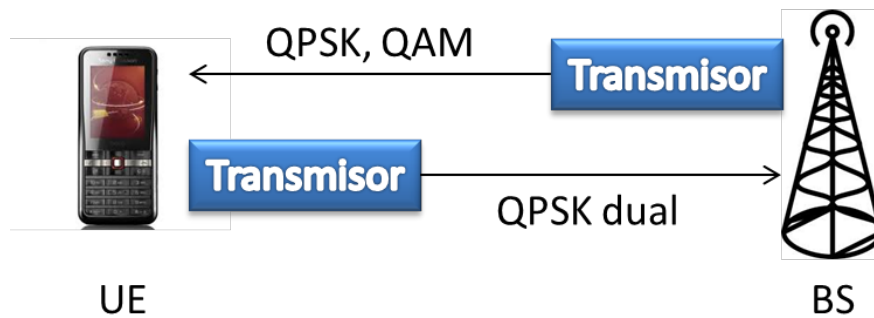 QPSK, QAM
Transmisor
Transmisor
QPSK dual
UE
BS